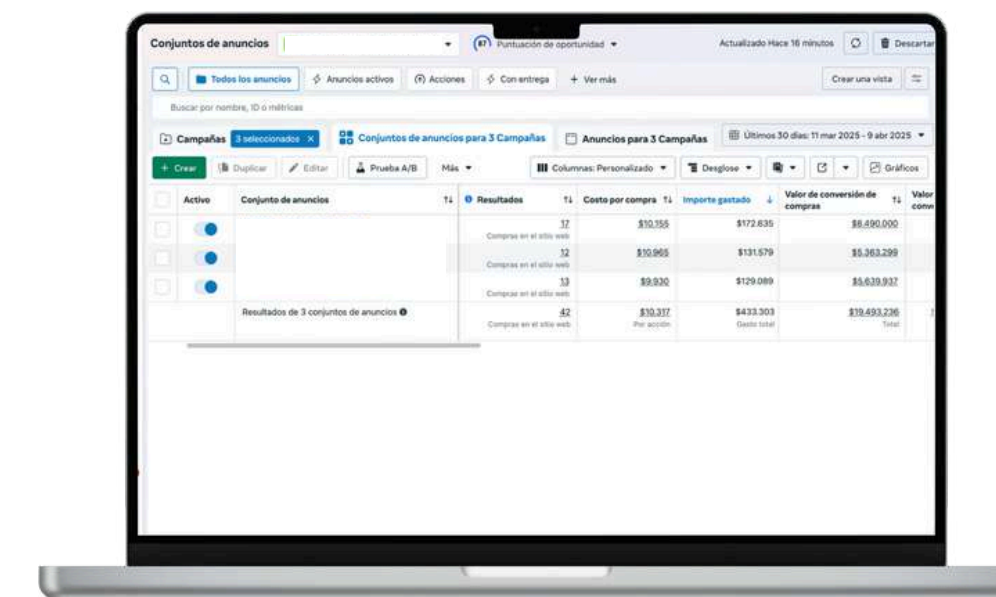 Conjuntos de anuncios
87 Puntuación de oportunidad
Actualizado Hace 16 minutos
Descartar
Todos los anuncios
Anuncios activos
Acciones
Con entrega
+ Ver más
Crear una vista
Buscar por nombre, ID o métricas
Campañas
3 seleccionados ×
Conjuntos de anuncios para 3 Campañas
Anuncios para 3 Campañas
Últimos 30 días: 11 mar 2025 - 9 abr 2025
+ Crear
Duplicar
Editar
Prueba A/B
Más
Columnas: Personalizado
Desglose
Gráficos
Activo
Conjunto de anuncios
Resultados
Costo por compra
Importe gastado
Valor de conversión de compras
Valor
conv
17 $10.155 $172.635 $6.490.000
Compras en el sitio web
12 $10.965 $131.579 $5.363.299
Compras en el sitio web
13 $9.930 $129.089 $5.639.937
Compras en el sitio web
Resultados de 3 conjuntos de anuncios 42 $10.317 $433.303 $19.493.236
Compras en el sitio web Por acción Gasto total Total